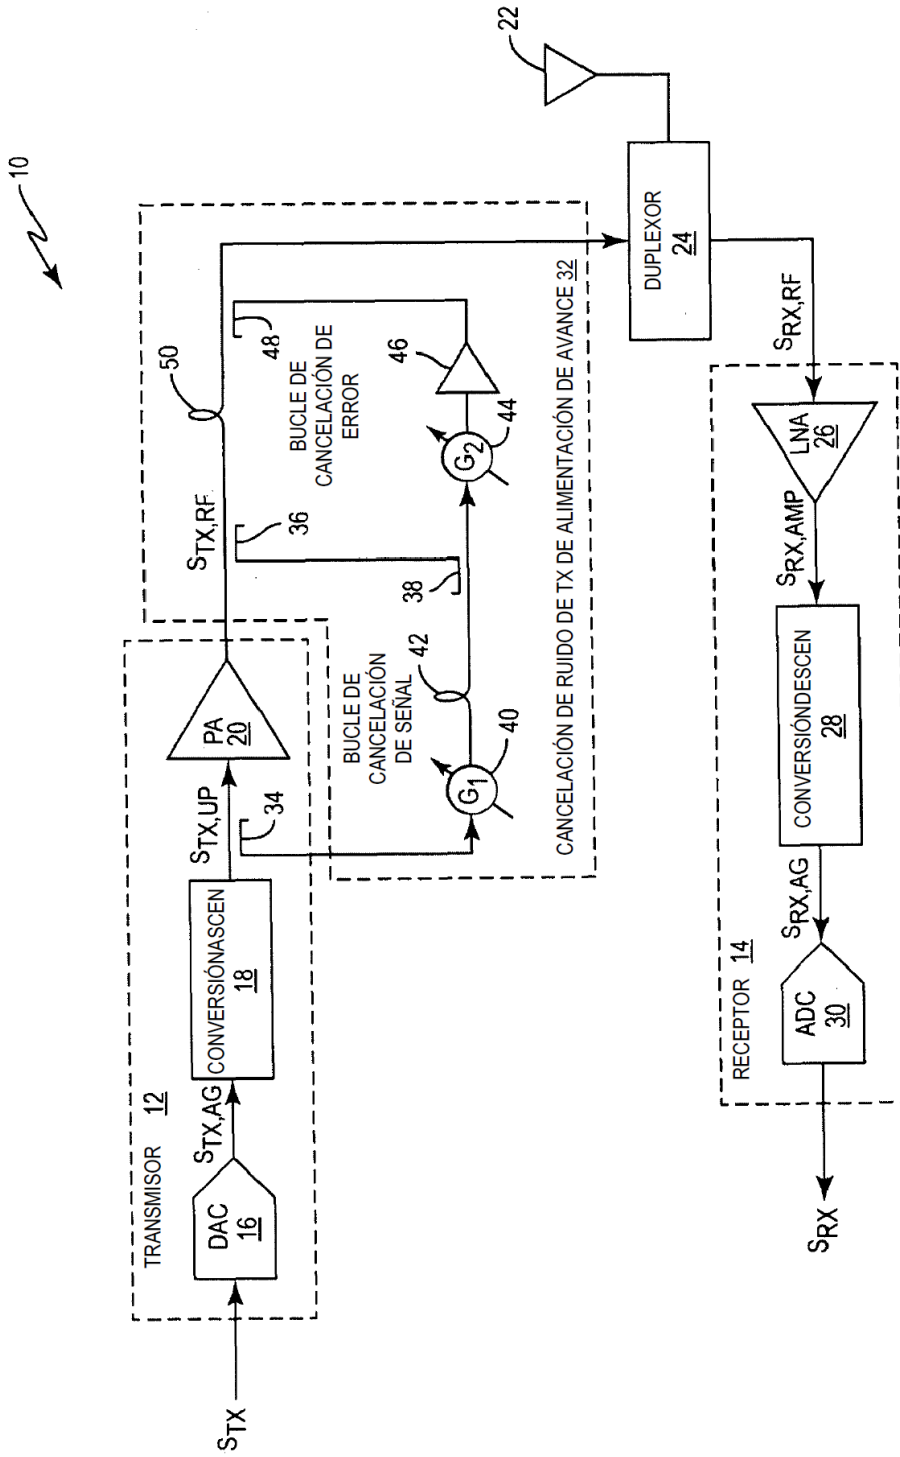 10
TRANSMISOR 12
STX
DAC
16
STX,AG
CONVERSIÓNASCEN
18
STX,UP
34
PA
20
STX,RF
50
36
48
BUCLE DE
CANCELACIÓN DE
ERROR
BUCLE DE
CANCELACIÓN
DE SEÑAL
G1
40
42
38
G2
44
46
CANCELACIÓN DE RUIDO DE TX DE ALIMENTACIÓN DE AVANCE 32
22
DUPLEXOR
24
SRX,RF
RECEPTOR 14
LNA
26
SRX,AMP
CONVERSIÓNDESCEN
28
SRX,AG
ADC
30
SRX